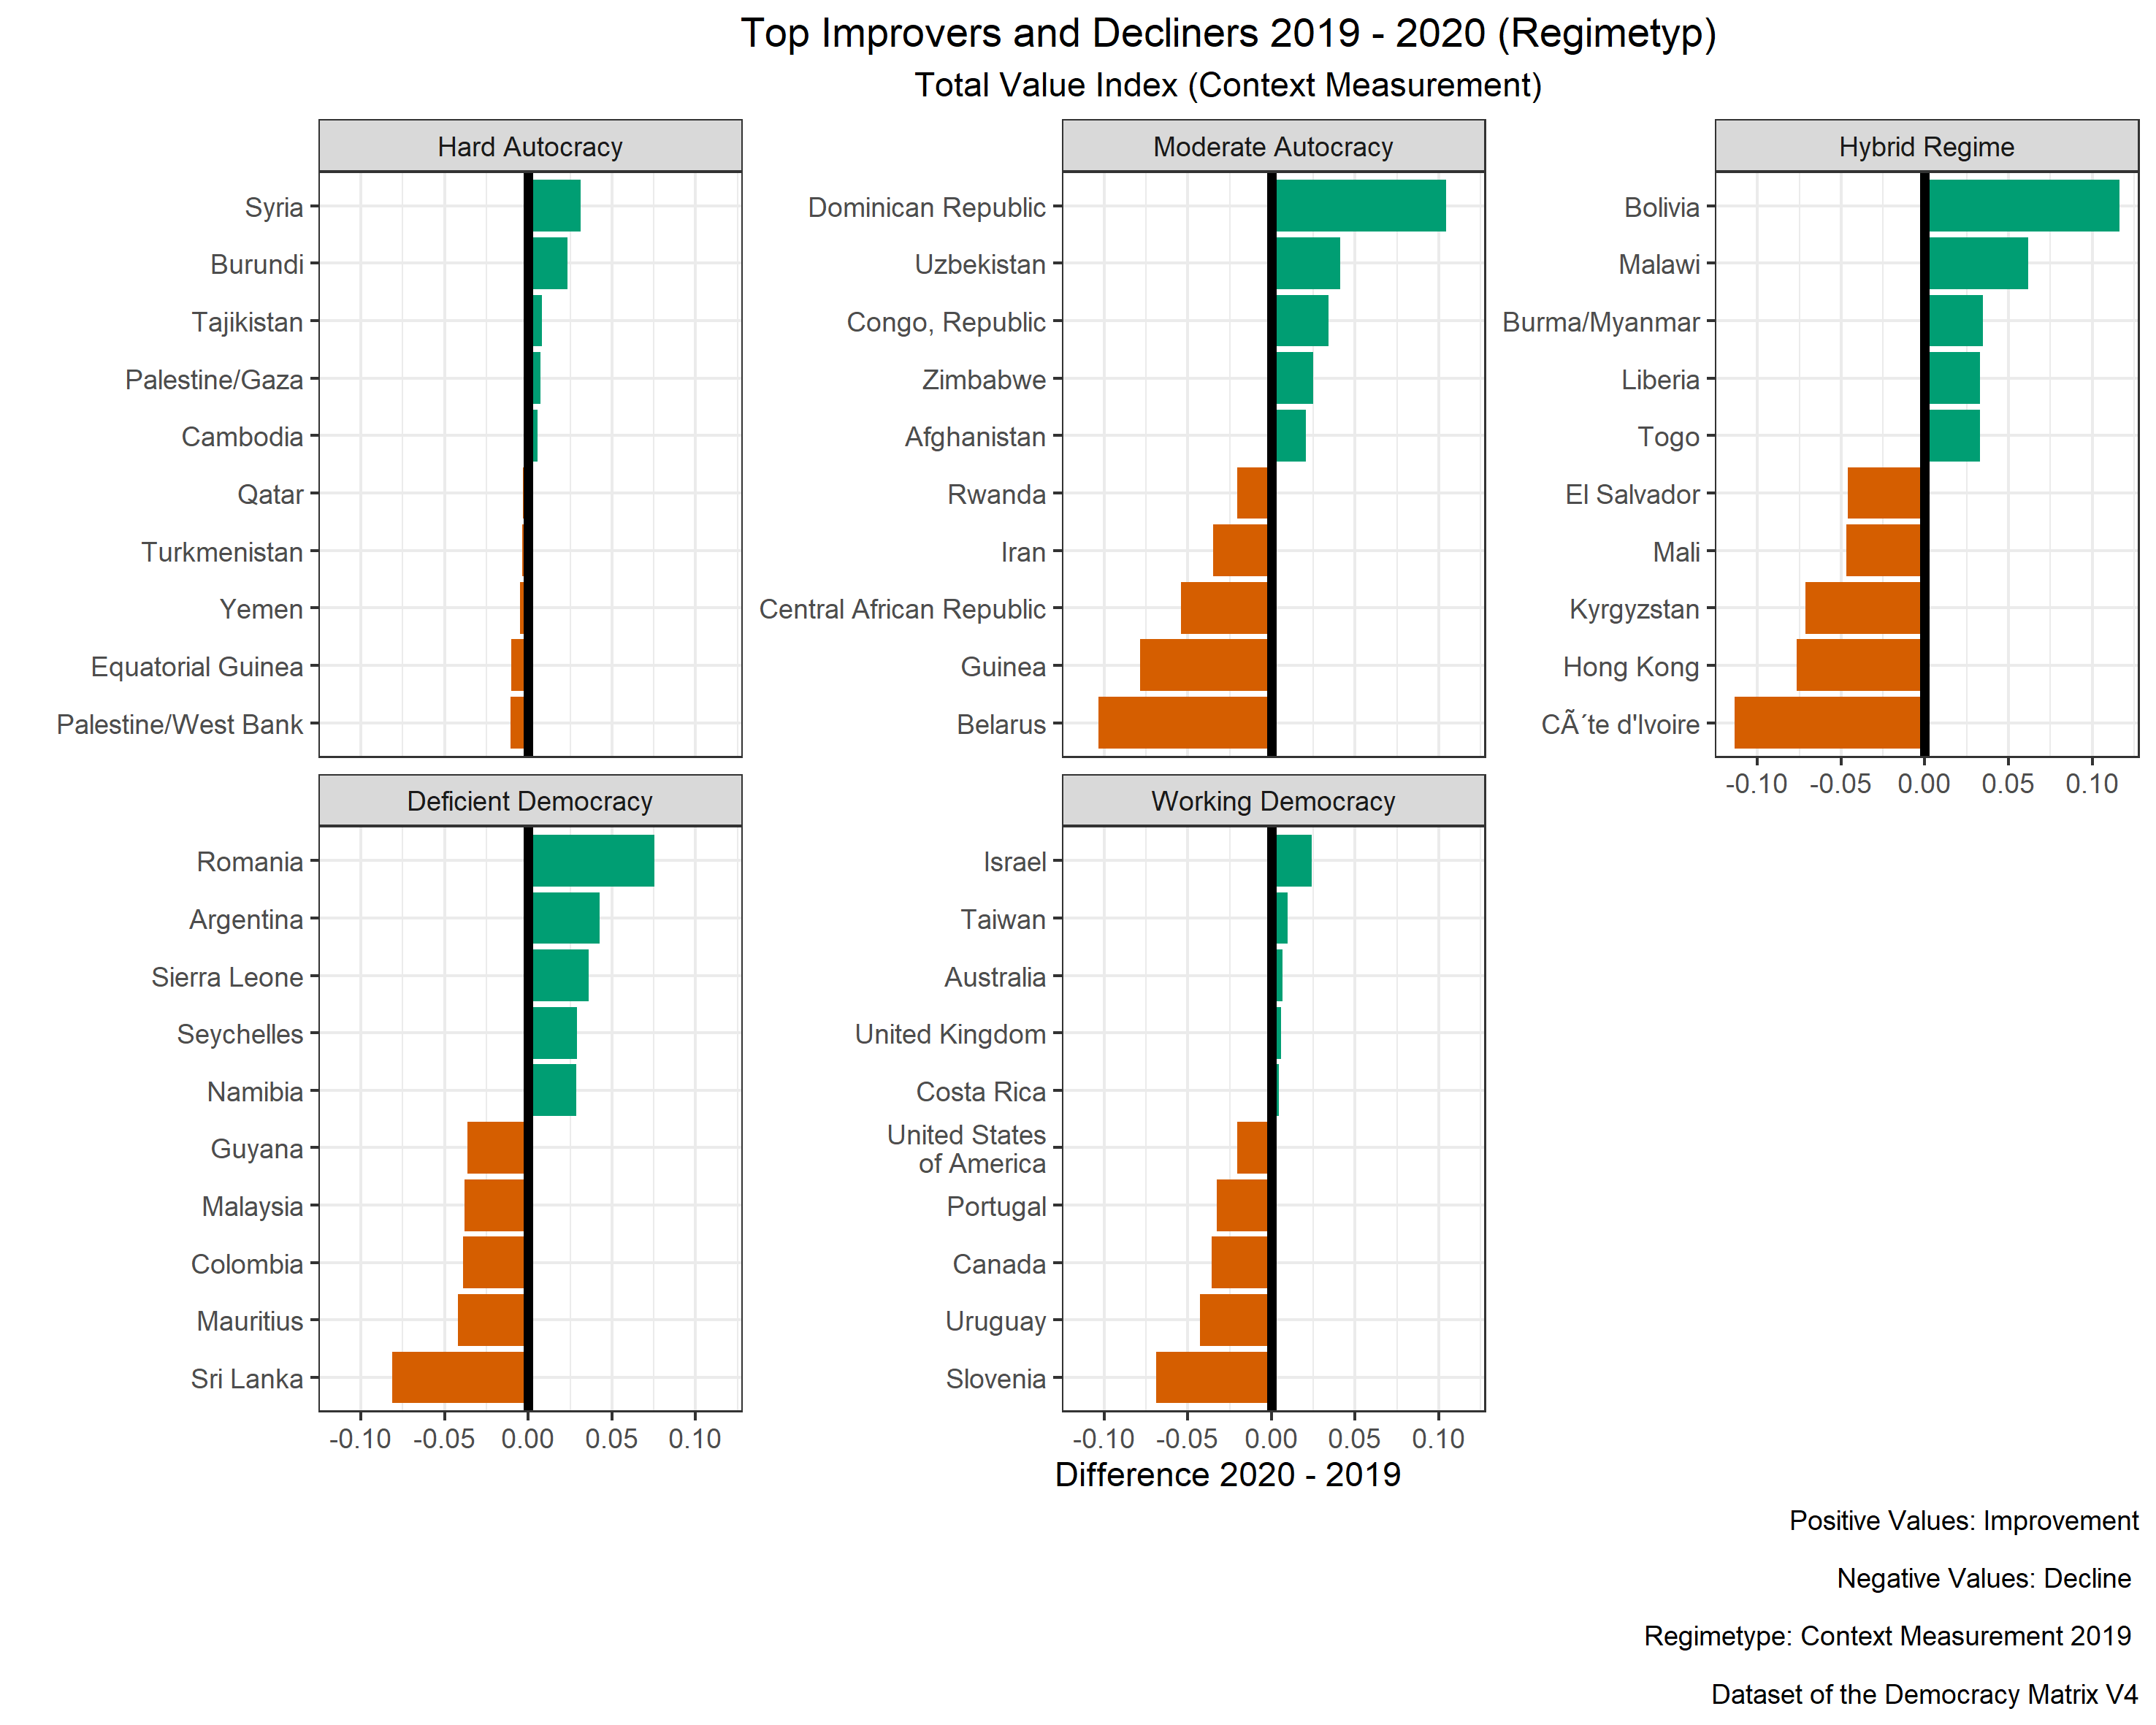 Top Improvers and Decliners 2019 - 2020 (Regimetyp)
Total Value Index (Context Measurement)
Hard Autocracy
Syria
Burundi
Tajikistan
Palestine/Gaza
Cambodia
Qatar
Turkmenistan
Yemen
Equatorial Guinea
Palestine/West Bank
Moderate Autocracy
Dominican Republic
Uzbekistan
Congo, Republic
Zimbabwe
Afghanistan
Rwanda
Iran
Central African Republic
Guinea
Belarus
Hybrid Regime
Bolivia
Malawi
Burma/Myanmar
Liberia
Togo
El Salvador
Mali
Kyrgyzstan
Hong Kong
CÃ´te d'Ivoire
-0.10 -0.05 0.00 0.05 0.10
Deficient Democracy
Romania
Argentina
Sierra Leone
Seychelles
Namibia
Guyana
Malaysia
Colombia
Mauritius
Sri Lanka
-0.10 -0.05 0.00 0.05 0.10
Working Democracy
Israel
Taiwan
Australia
United Kingdom
Costa Rica
United States
of America
Portugal
Canada
Uruguay
Slovenia
-0.10 -0.05 0.00 0.05 0.10
Difference 2020 - 2019
Positive Values: Improvement
Negative Values: Decline
Regimetype: Context Measurement 2019
Dataset of the Democracy Matrix V4